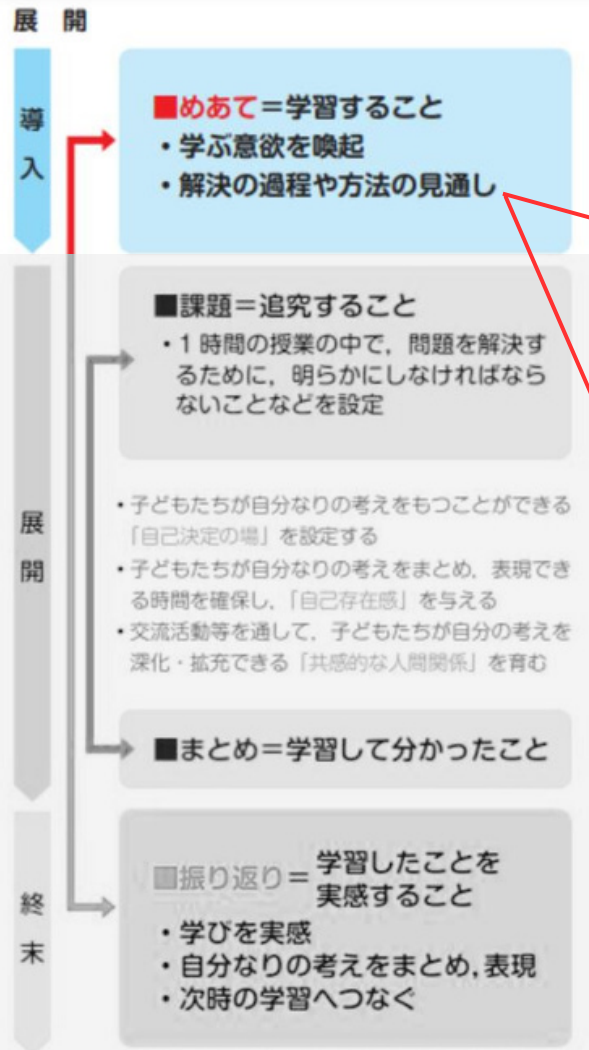 展 開
導
入
■めあて＝学習すること
・学ぶ意欲を喚起
・解決の過程や方法の見通し
展
開
■課題＝追究すること
・1時間の授業の中で，問題を解決す
るために，明らかにしなければなら
ないことなどを設定
・子どもたちが自分なりの考えをもつことができる
「自己決定の場」を設定する
・子どもたちが自分なりの考えをまとめ，表現でき
る時間を確保し，「自己存在感」を与える
・交流活動等を通して，子どもたちが自分の考えを
深化・拡充できる「共感的な人間関係」を育む
■まとめ＝学習して分かったこと
終
末
■振り返り＝学習したことを
実感すること
・学びを実感
・自分なりの考えをまとめ，表現
・次時の学習へつなぐ